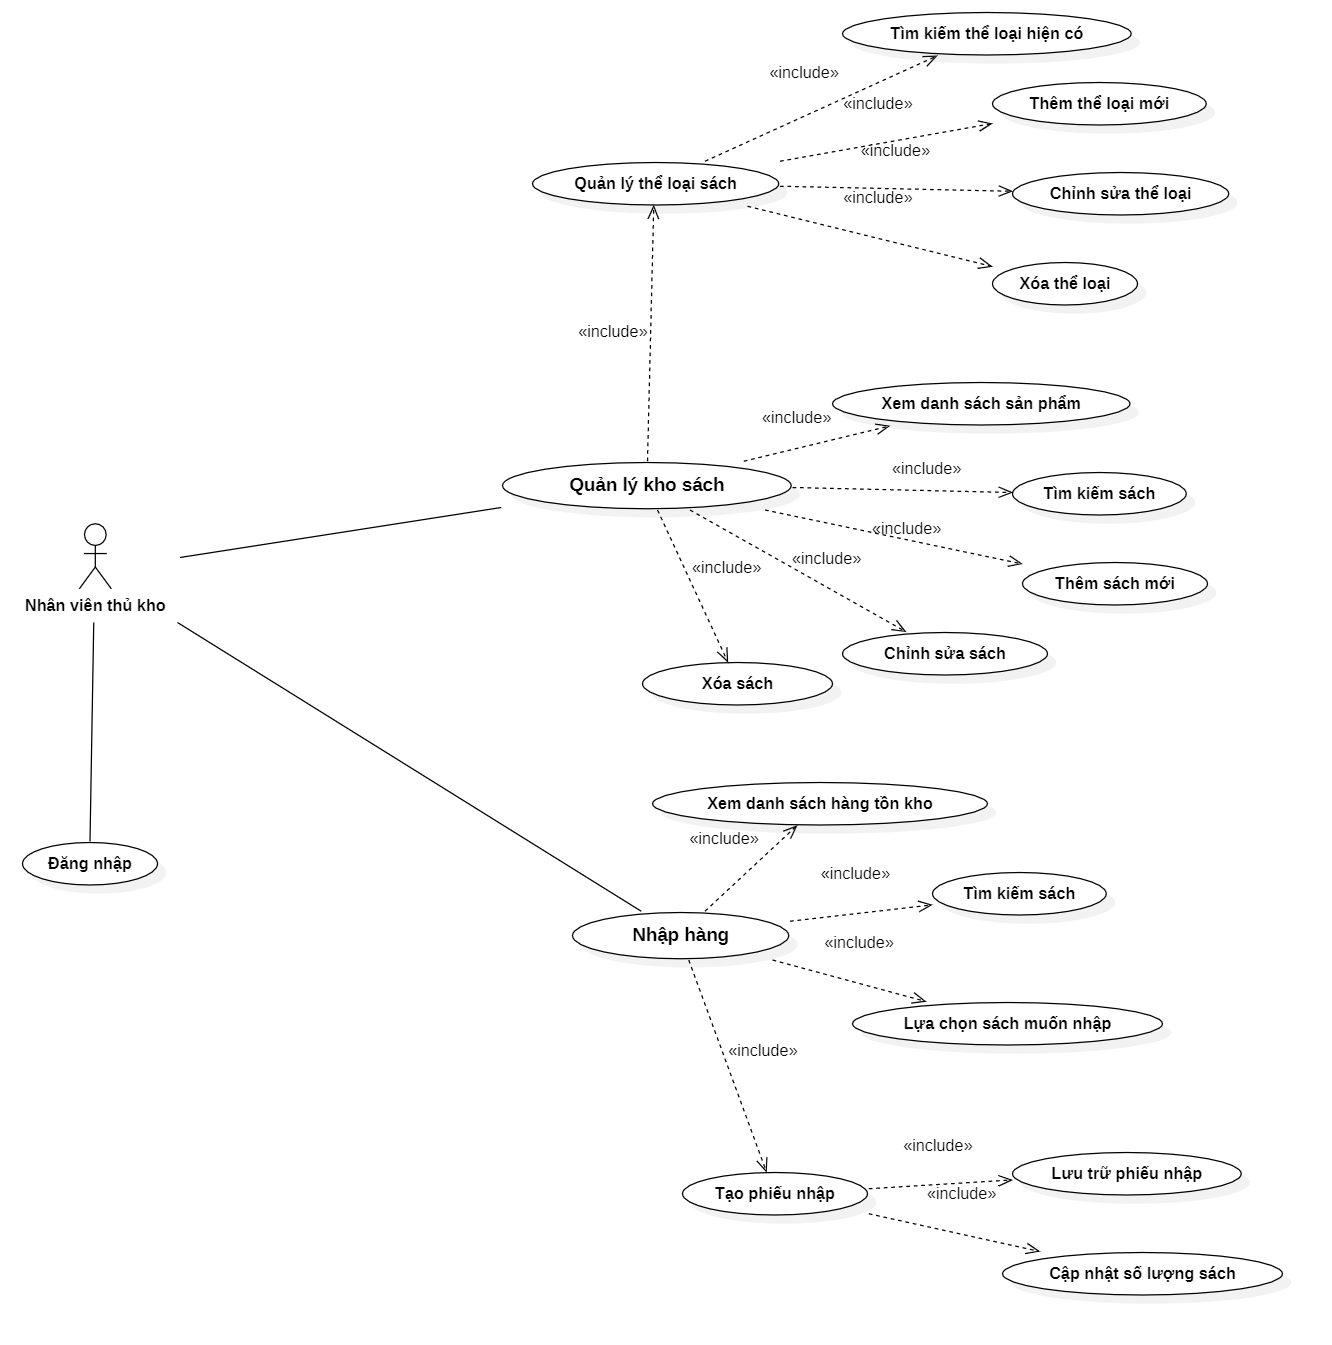 Tìm kiếm thể loại hiện có
«include»
«include»
Thêm thể loại mới
«include»
Quản lý thể loại sách
Chỉnh sửa thể loại
«include»
Xóa thể loại
«include»
Xem danh sách sản phẩm
«include»
«include»
Quản lý kho sách
Tìm kiếm sách
«include»
«include»
«include»
Thêm sách mới
Nhân viên thủ kho
Chỉnh sửa sách
Xóa sách
Xem danh sách hàng tồn kho
«include»
Đăng nhập
«include»
Tìm kiếm sách
Nhập hàng
«include»
Lựa chọn sách muốn nhập
«include»
«include»
Lưu trữ phiếu nhập
Tạo phiếu nhập
«include»
Cập nhật số lượng sách